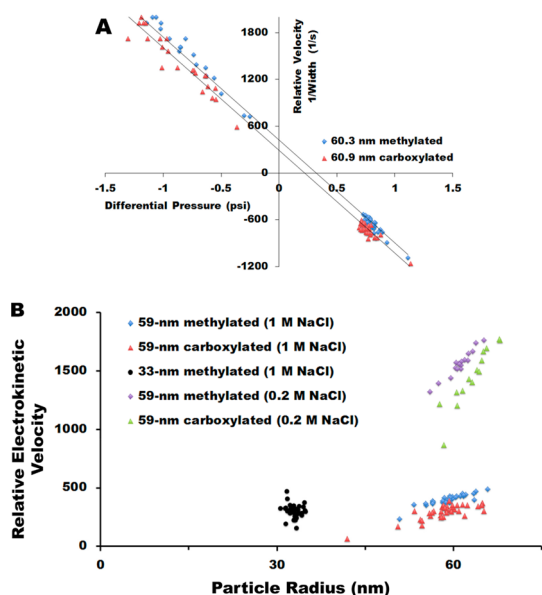 A
Relative Velocity
1/Width (1/s)
1800
1200
600
0
-600
-1200
-1.5
-1
-0.5
0.5
1
1.5
Differential Pressure (psi)
60.3 nm methylated
60.9 nm carboxylated
B
Relative Electrokinetic
Velocity
2000
1500
1000
500
0
59-nm methylated (1 M NaCl)
59-nm carboxylated (1 M NaCl)
33-nm methylated (1 M NaCl)
59-nm methylated (0.2 M NaCl)
59-nm carboxylated (0.2 M NaCl)
0
30
60
Particle Radius (nm)